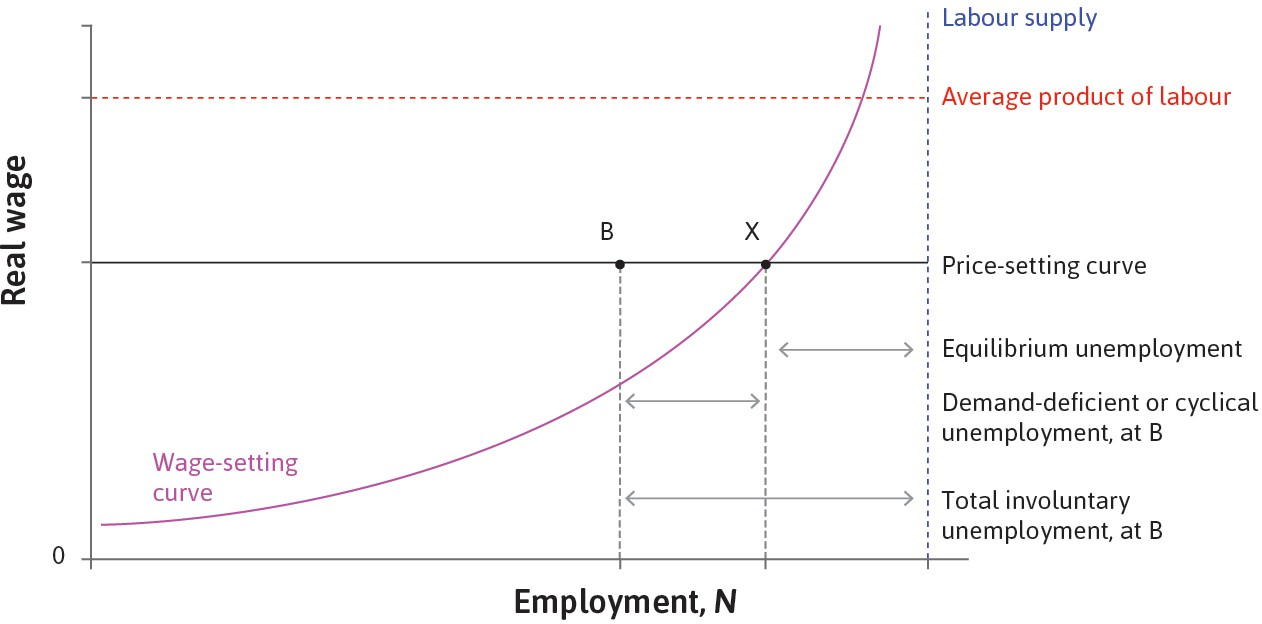 Labour supply
Average product of labour
Real wage
B
X
Price-setting curve
Equilibrium unemployment
Demand-deficient or cyclical
unemployment, at B
Wage-setting
curve
Total involuntary
unemployment, at B
0
Employment, N